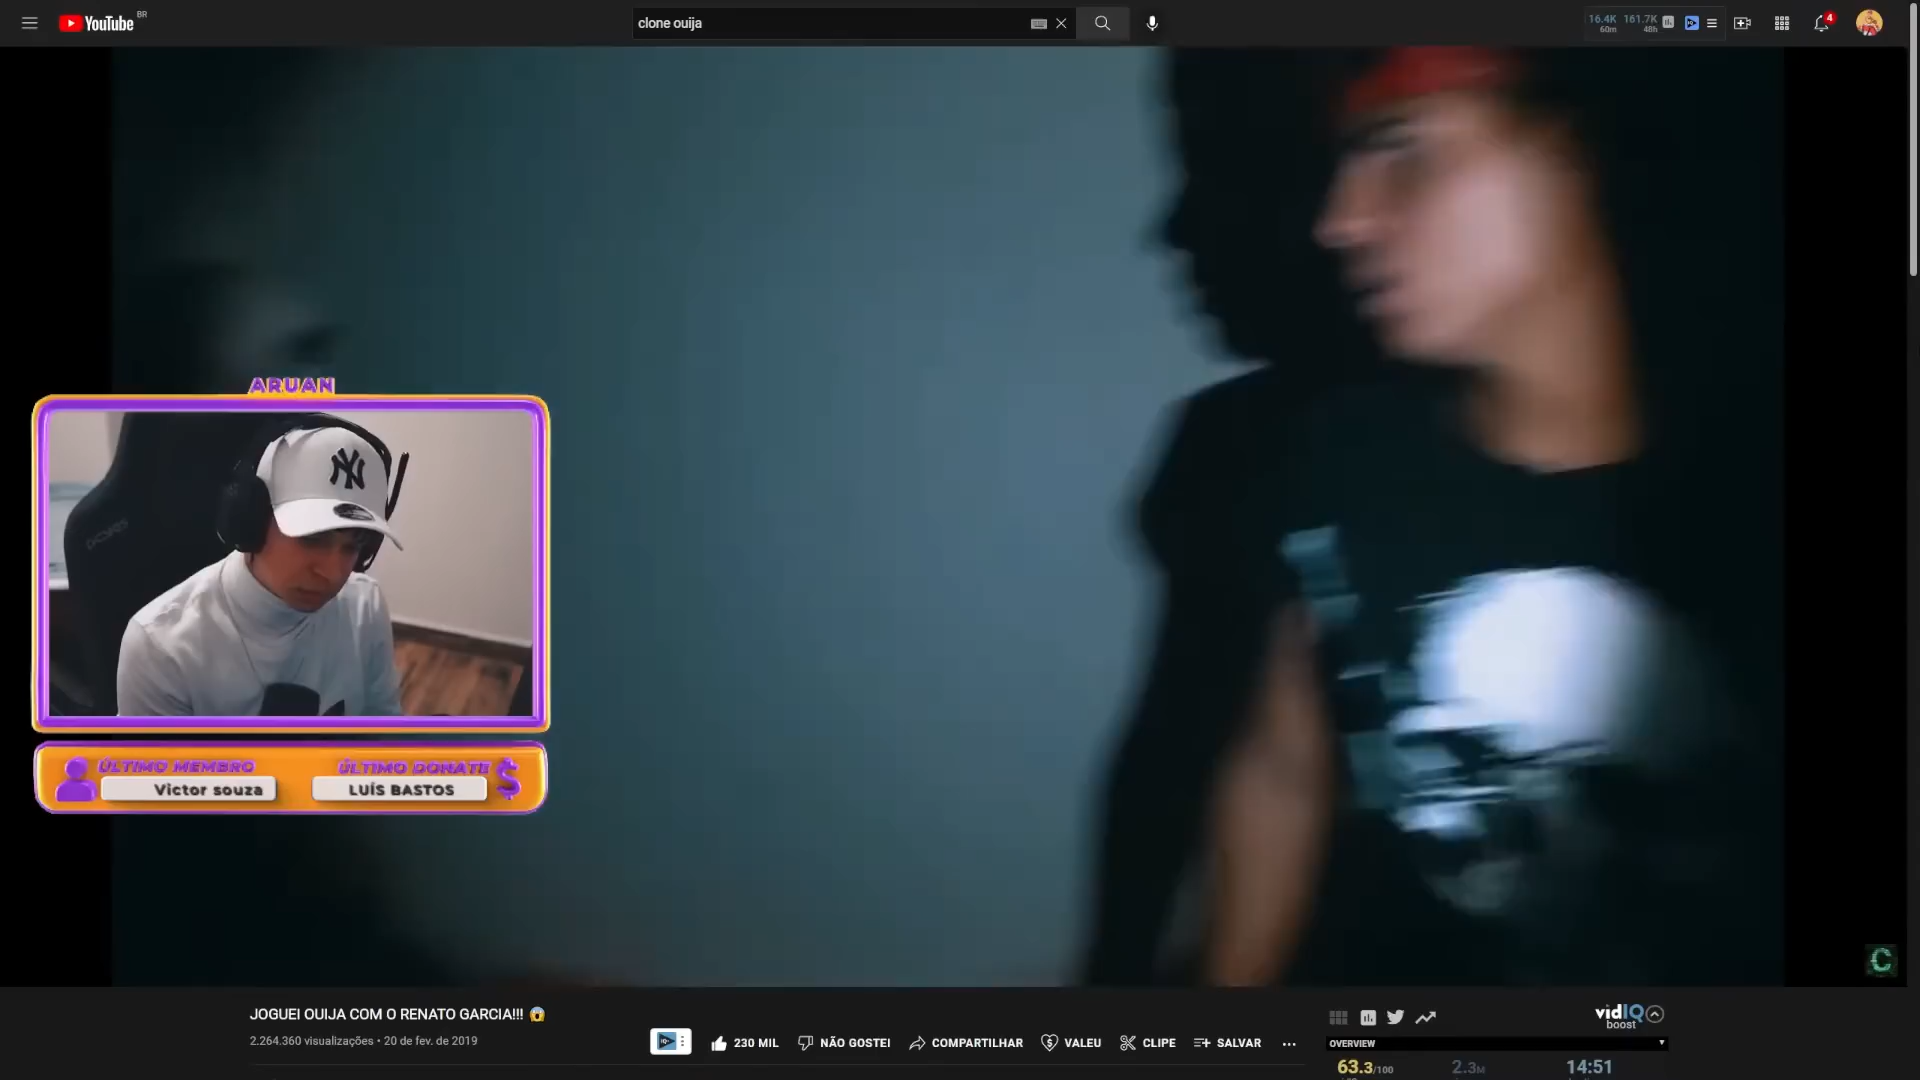 YouTube BR
clone ouija
16.4K 161.7K
60m 48h
4
ARUAN
NY
ÚLTIMO MEMBRO ÚLTIMO DONATE
Victor souza LUÍS BASTOS
$
C
JOGUEI OUIJA COM O RENATO GARCIA!!! 😱
2.264.360 visualizações • 20 de fev. de 2019
230 MIL NÃO GOSTEI COMPARTILHAR VALEU CLIPE SALVAR ...
vidIQ
boost
OVERVIEW
63.3/100 2.3M 14:51